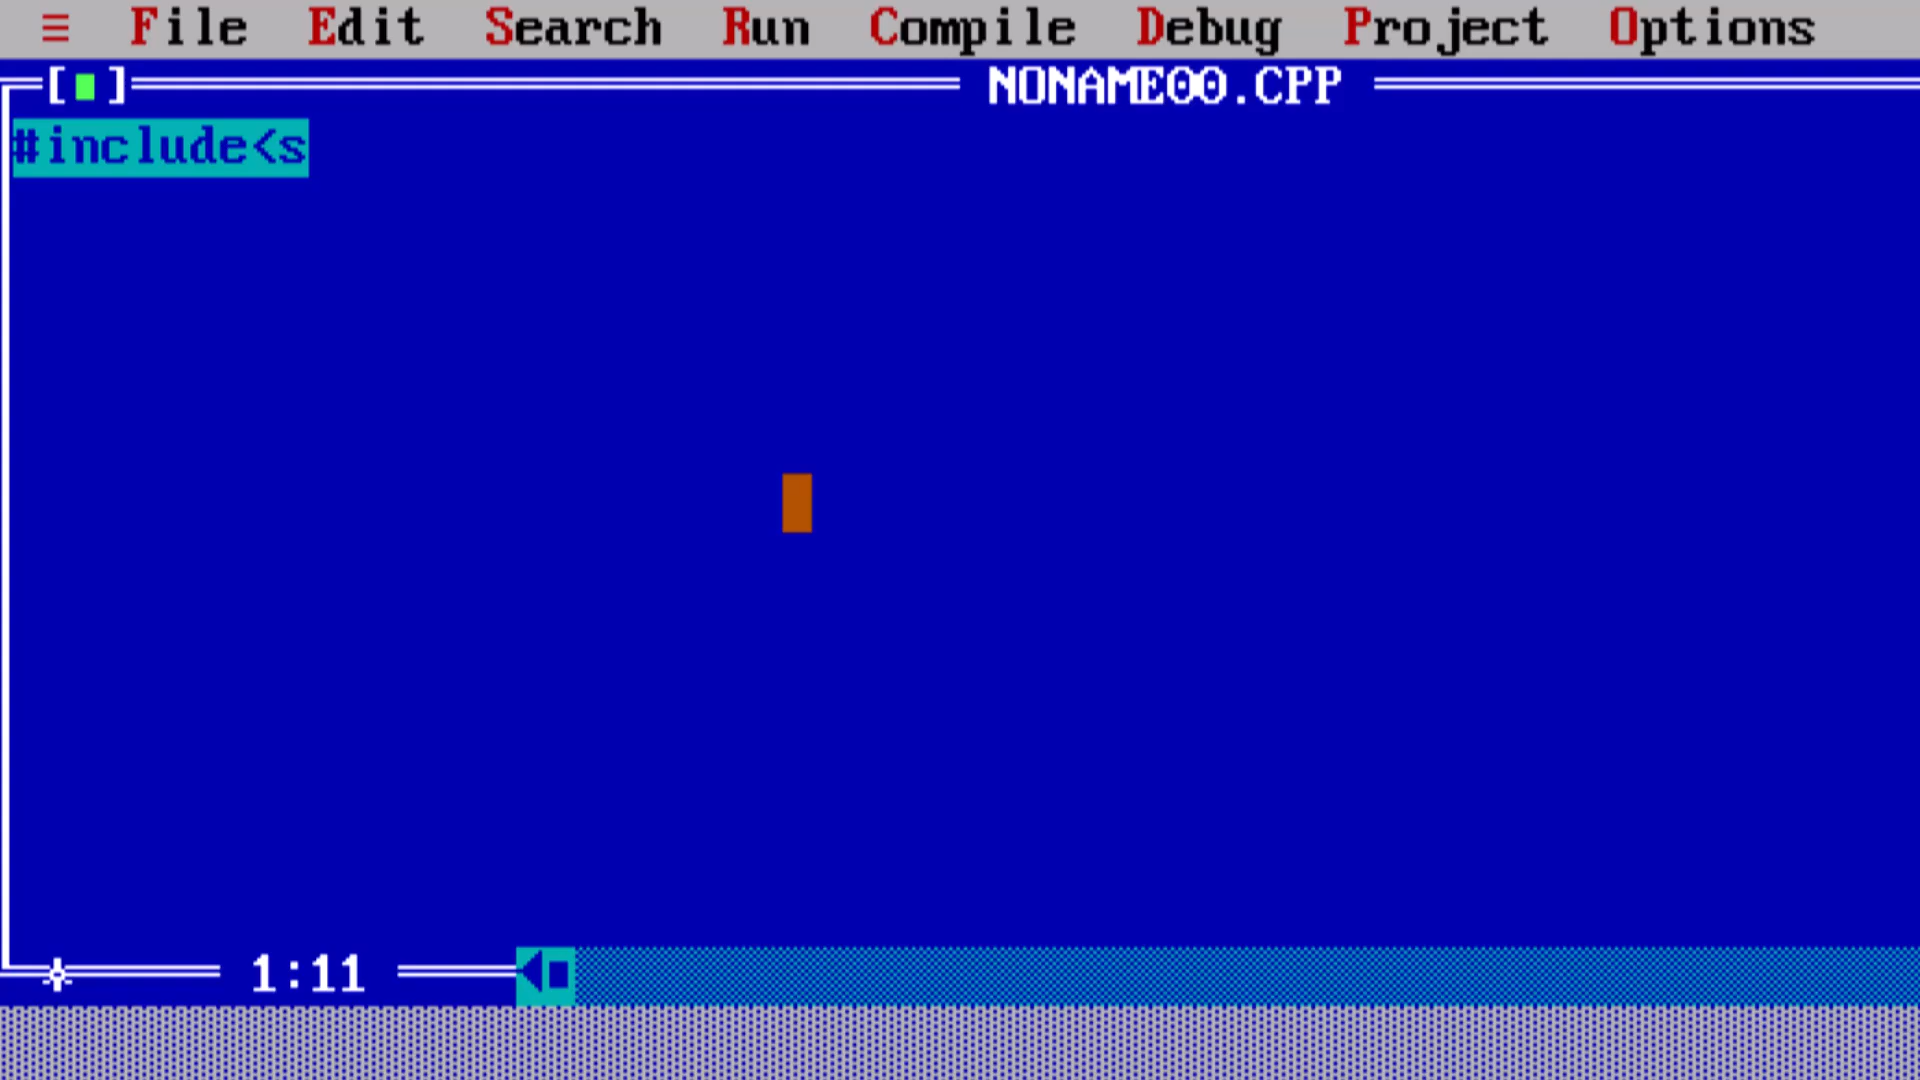 ≡ File Edit Search Run Compile Debug Project Options
[■] NONAME00.CPP
#include<s
1:11